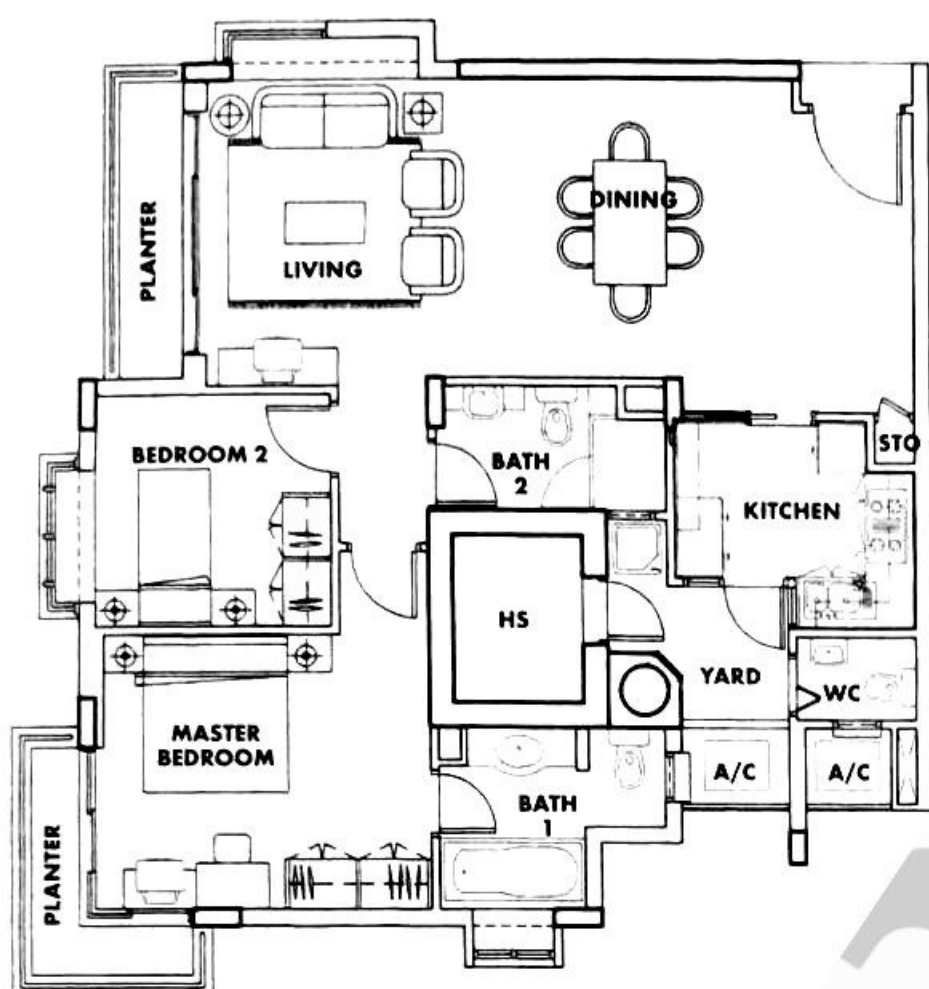 PLANTER
LIVING
DINING
BEDROOM 2
BATH
2
STO
KITCHEN
HS
YARD
WC
MASTER
BEDROOM
A/C
A/C
BATH
1
PLANTER